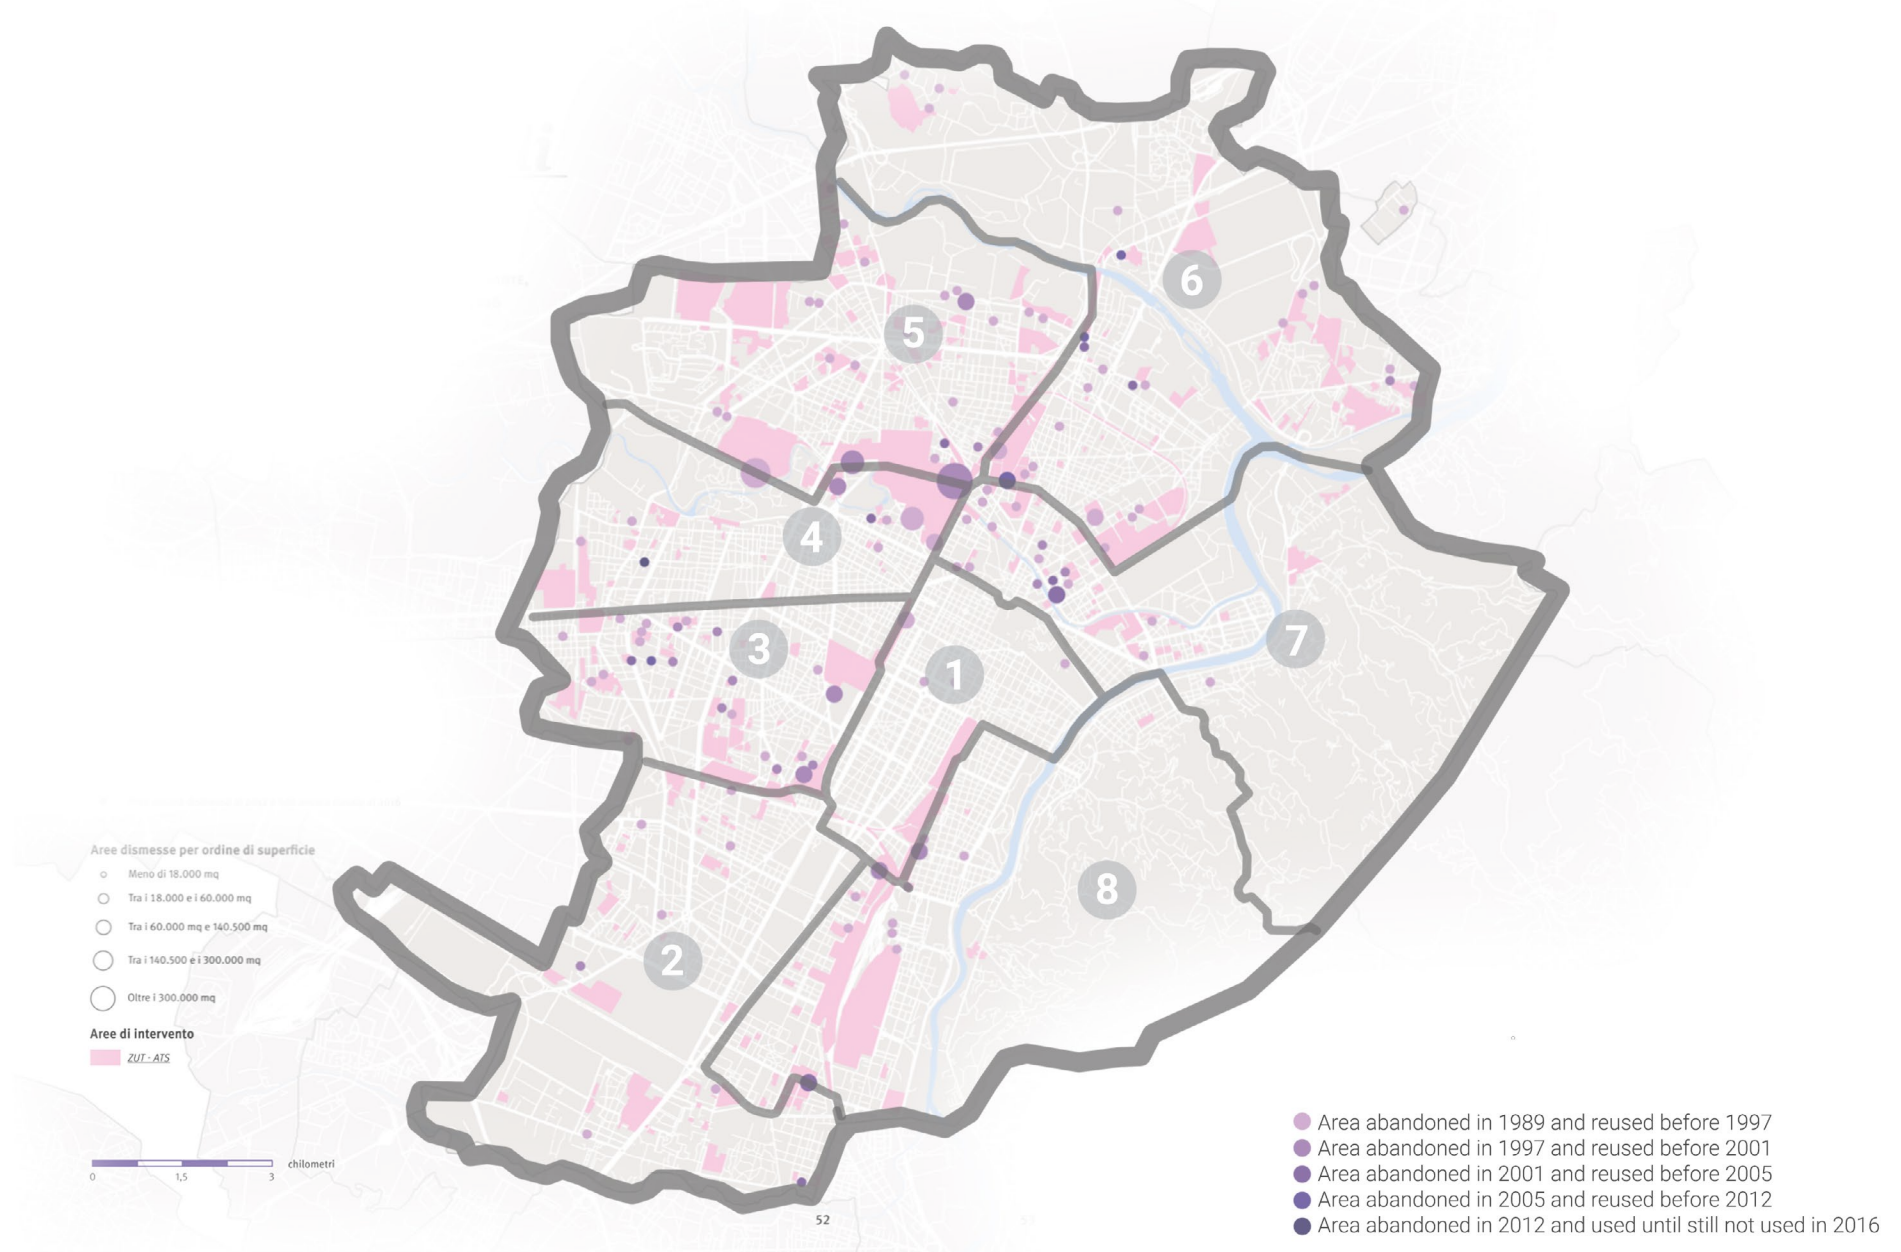 6
5
4
3
1
7
8
2
Aree dismesse per ordine di superficie
Meno di 18.000 mq
Tra i 18.000 e i 60.000 mq
Tra i 60.000 mq e 140.500 mq
Tra i 140.500 e i 300.000 mq
Oltre i 300.000 mq
Aree di intervento
ZUT - ATS
chilometri
0 1,5 3
52
Area abandoned in 1989 and reused before 1997
Area abandoned in 1997 and reused before 2001
Area abandoned in 2001 and reused before 2005
Area abandoned in 2005 and reused before 2012
Area abandoned in 2012 and used until still not used in 2016